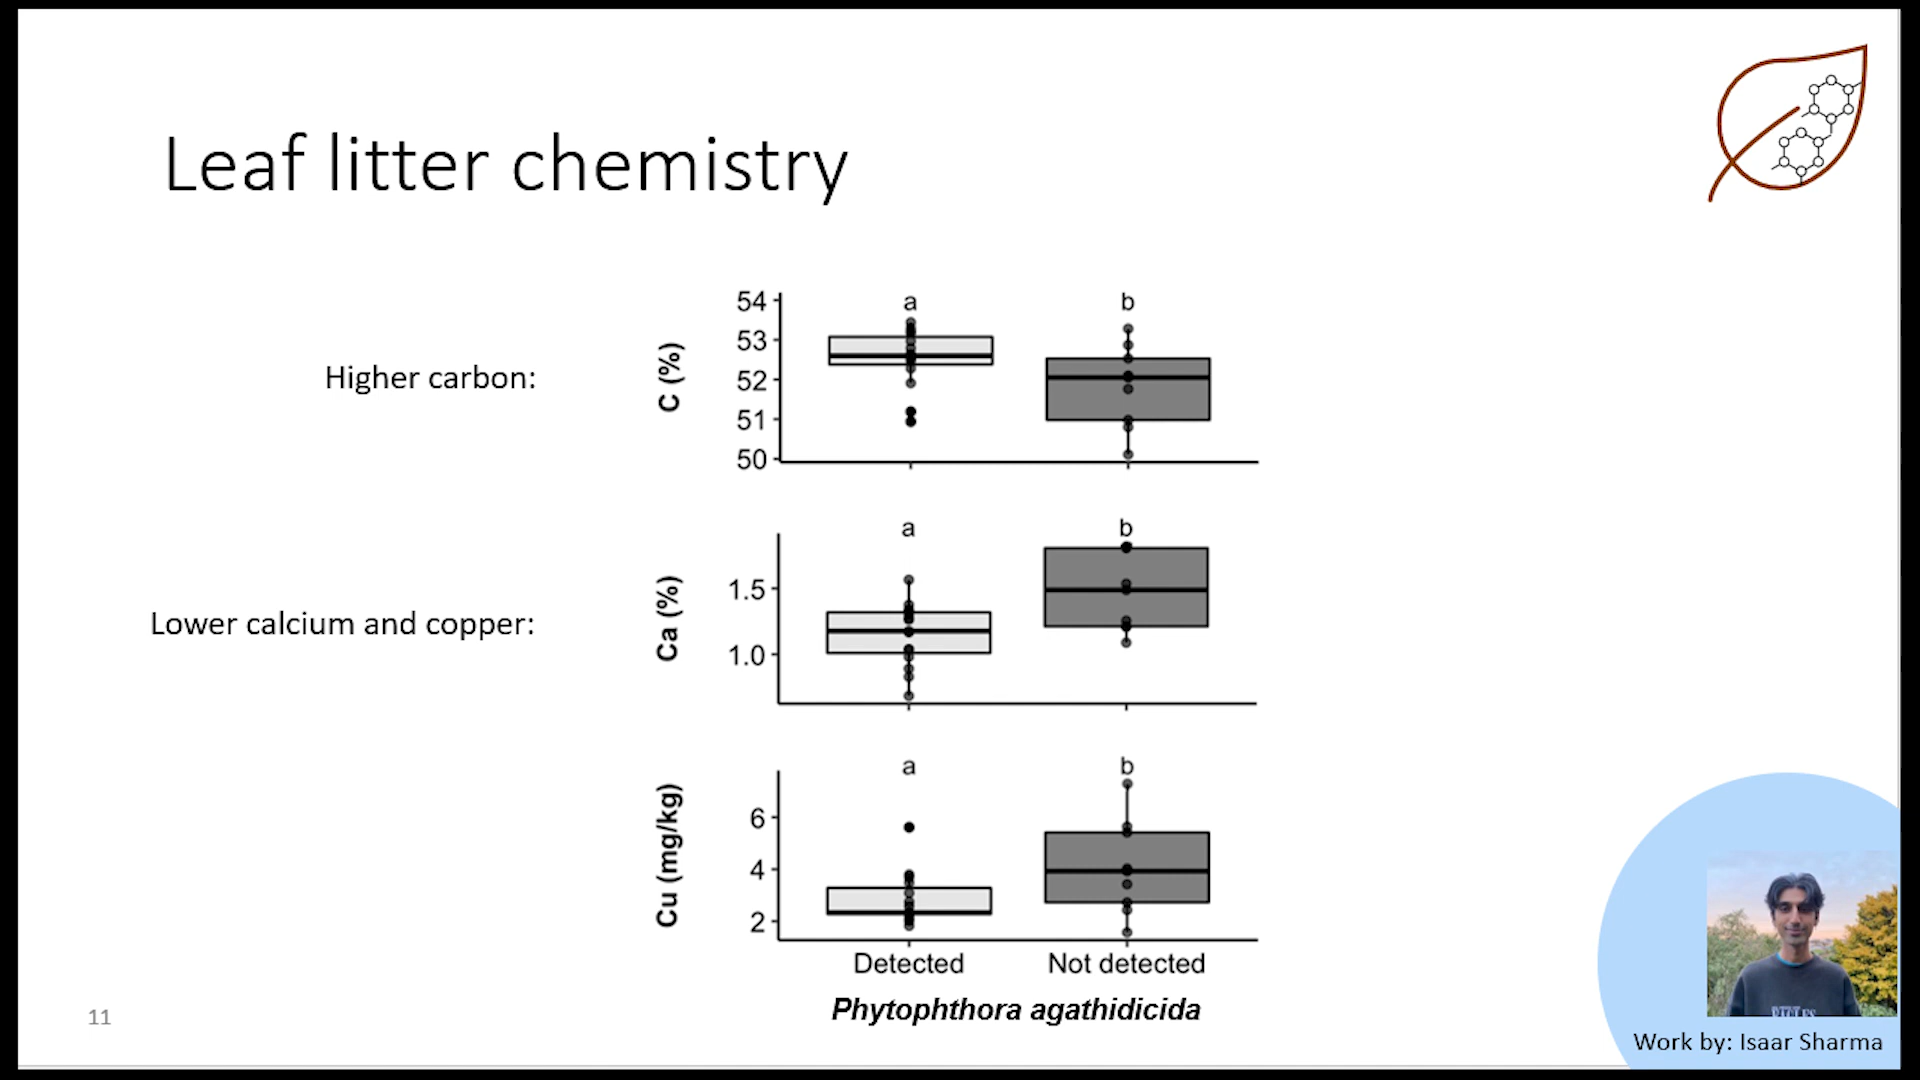 Leaf litter chemistry
Higher carbon:
C (%)
54
53
52
51
50
a
b
Lower calcium and copper:
Ca (%)
1.5
1.0
a
b
Cu (mg/kg)
6
4
2
a
b
Detected
Not detected
Phytophthora agathidicida
11
Work by: Isaar Sharma